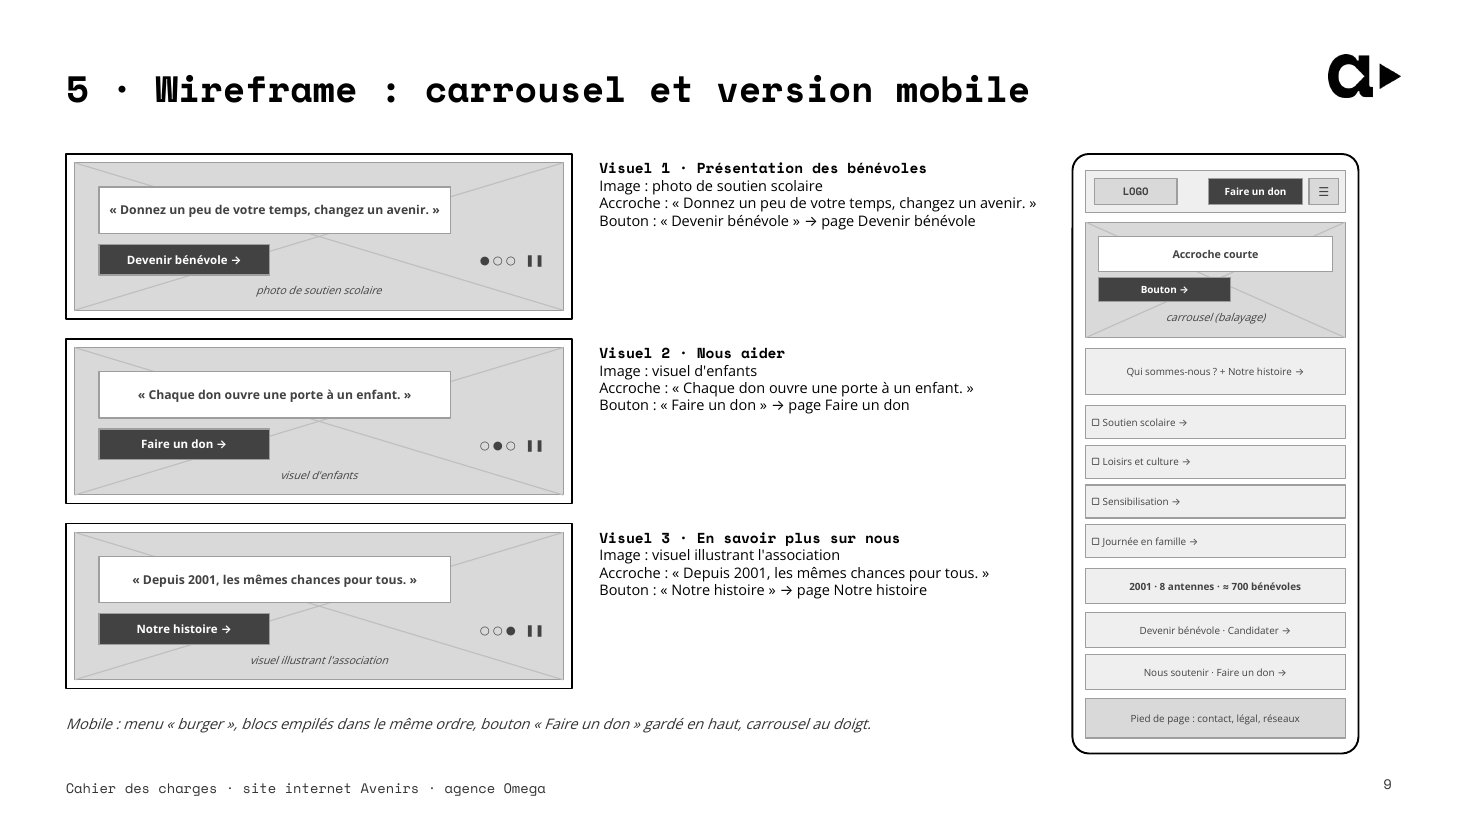 5 · Wireframe : carrousel et version mobile
a
« Donnez un peu de votre temps, changez un avenir. »
Devenir bénévole →
photo de soutien scolaire
Visuel 1 · Présentation des bénévoles
Image : photo de soutien scolaire
Accroche : « Donnez un peu de votre temps, changez un avenir. »
Bouton : « Devenir bénévole » → page Devenir bénévole
« Chaque don ouvre une porte à un enfant. »
Faire un don →
visuel d'enfants
Visuel 2 · Nous aider
Image : visuel d'enfants
Accroche : « Chaque don ouvre une porte à un enfant. »
Bouton : « Faire un don » → page Faire un don
« Depuis 2001, les mêmes chances pour tous. »
Notre histoire →
visuel illustrant l'association
Visuel 3 · En savoir plus sur nous
Image : visuel illustrant l'association
Accroche : « Depuis 2001, les mêmes chances pour tous. »
Bouton : « Notre histoire » → page Notre histoire
LOGO
Faire un don
☰
Accroche courte
Bouton →
carrousel (balayage)
Qui sommes-nous ? + Notre histoire →
☐ Soutien scolaire →
☐ Loisirs et culture →
☐ Sensibilisation →
☐ Journée en famille →
2001 · 8 antennes · ≈ 700 bénévoles
Devenir bénévole · Candidater →
Nous soutenir · Faire un don →
Pied de page : contact, légal, réseaux
Mobile : menu « burger », blocs empilés dans le même ordre, bouton « Faire un don » gardé en haut, carrousel au doigt.
Cahier des charges · site internet Avenirs · agence Omega
9